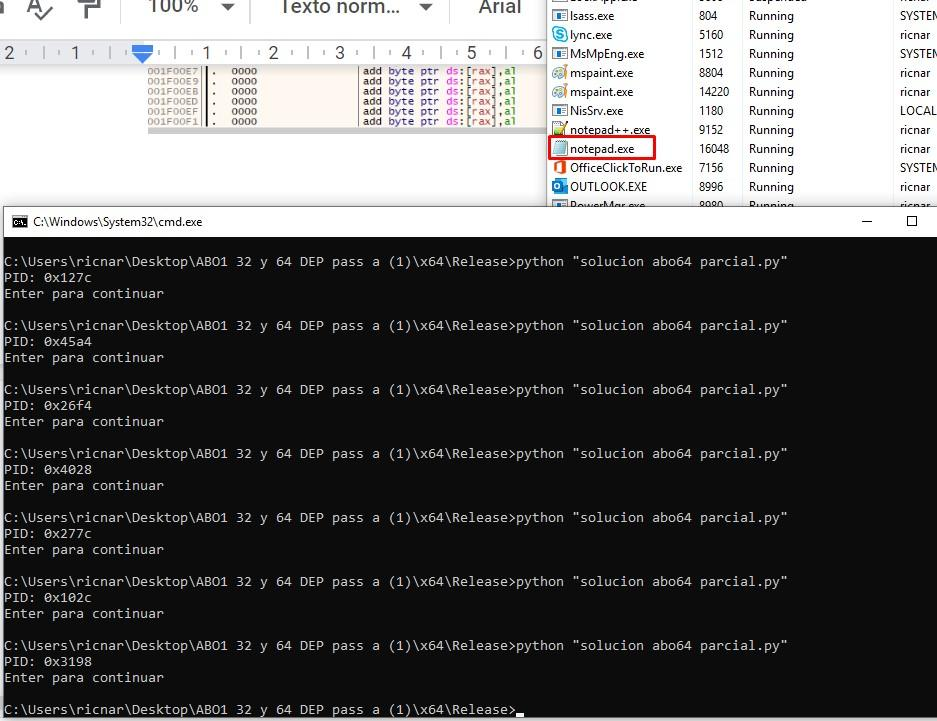 100% Texto norm... Arial
2 1 1 2 3 4 5 6
001F00E7 . 0000 add byte ptr ds:[rax],al
001F00E9 . 0000 add byte ptr ds:[rax],al
001F00EB . 0000 add byte ptr ds:[rax],al
001F00ED . 0000 add byte ptr ds:[rax],al
001F00EF . 0000 add byte ptr ds:[rax],al
001F00F1 . 0000 add byte ptr ds:[rax],al
lsass.exe 804 Running SYSTEM
lync.exe 5160 Running ricnar
MsMpEng.exe 1512 Running SYSTEM
mspaint.exe 8804 Running ricnar
mspaint.exe 14220 Running ricnar
NisSrv.exe 1180 Running LOCAL
notepad++.exe 9152 Running ricnar
notepad.exe 16048 Running ricnar
OfficeClickToRun.exe 7156 Running SYSTEM
OUTLOOK.EXE 8996 Running ricnar
PowerMgr.exe 8980 Running ricnar
C:\Windows\System32\cmd.exe
C:\Users\ricnar\Desktop\ABO1 32 y 64 DEP pass a (1)\x64\Release>python "solucion abo64 parcial.py"
PID: 0x127c
Enter para continuar
C:\Users\ricnar\Desktop\ABO1 32 y 64 DEP pass a (1)\x64\Release>python "solucion abo64 parcial.py"
PID: 0x45a4
Enter para continuar
C:\Users\ricnar\Desktop\ABO1 32 y 64 DEP pass a (1)\x64\Release>python "solucion abo64 parcial.py"
PID: 0x26f4
Enter para continuar
C:\Users\ricnar\Desktop\ABO1 32 y 64 DEP pass a (1)\x64\Release>python "solucion abo64 parcial.py"
PID: 0x4028
Enter para continuar
C:\Users\ricnar\Desktop\ABO1 32 y 64 DEP pass a (1)\x64\Release>python "solucion abo64 parcial.py"
PID: 0x277c
Enter para continuar
C:\Users\ricnar\Desktop\ABO1 32 y 64 DEP pass a (1)\x64\Release>python "solucion abo64 parcial.py"
PID: 0x102c
Enter para continuar
C:\Users\ricnar\Desktop\ABO1 32 y 64 DEP pass a (1)\x64\Release>python "solucion abo64 parcial.py"
PID: 0x3198
Enter para continuar
C:\Users\ricnar\Desktop\ABO1 32 y 64 DEP pass a (1)\x64\Release>